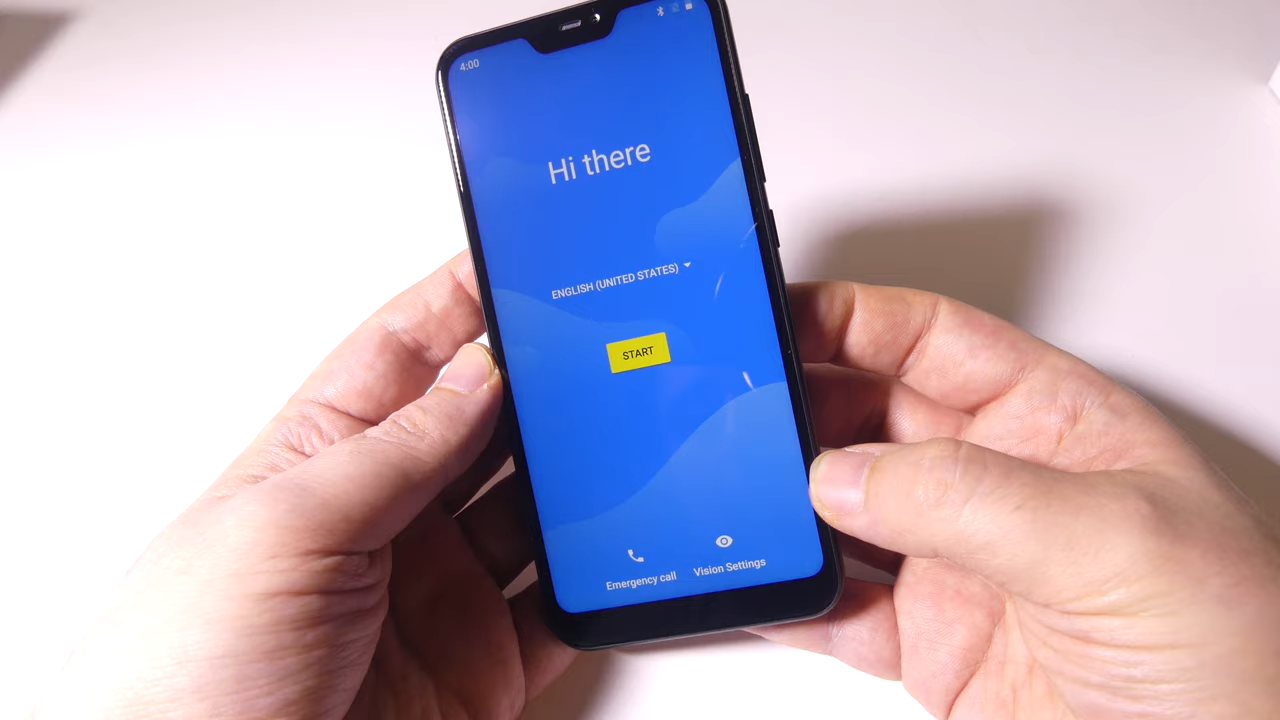 4:00
Hi there
ENGLISH (UNITED STATES)
START
Emergency call
Vision Settings